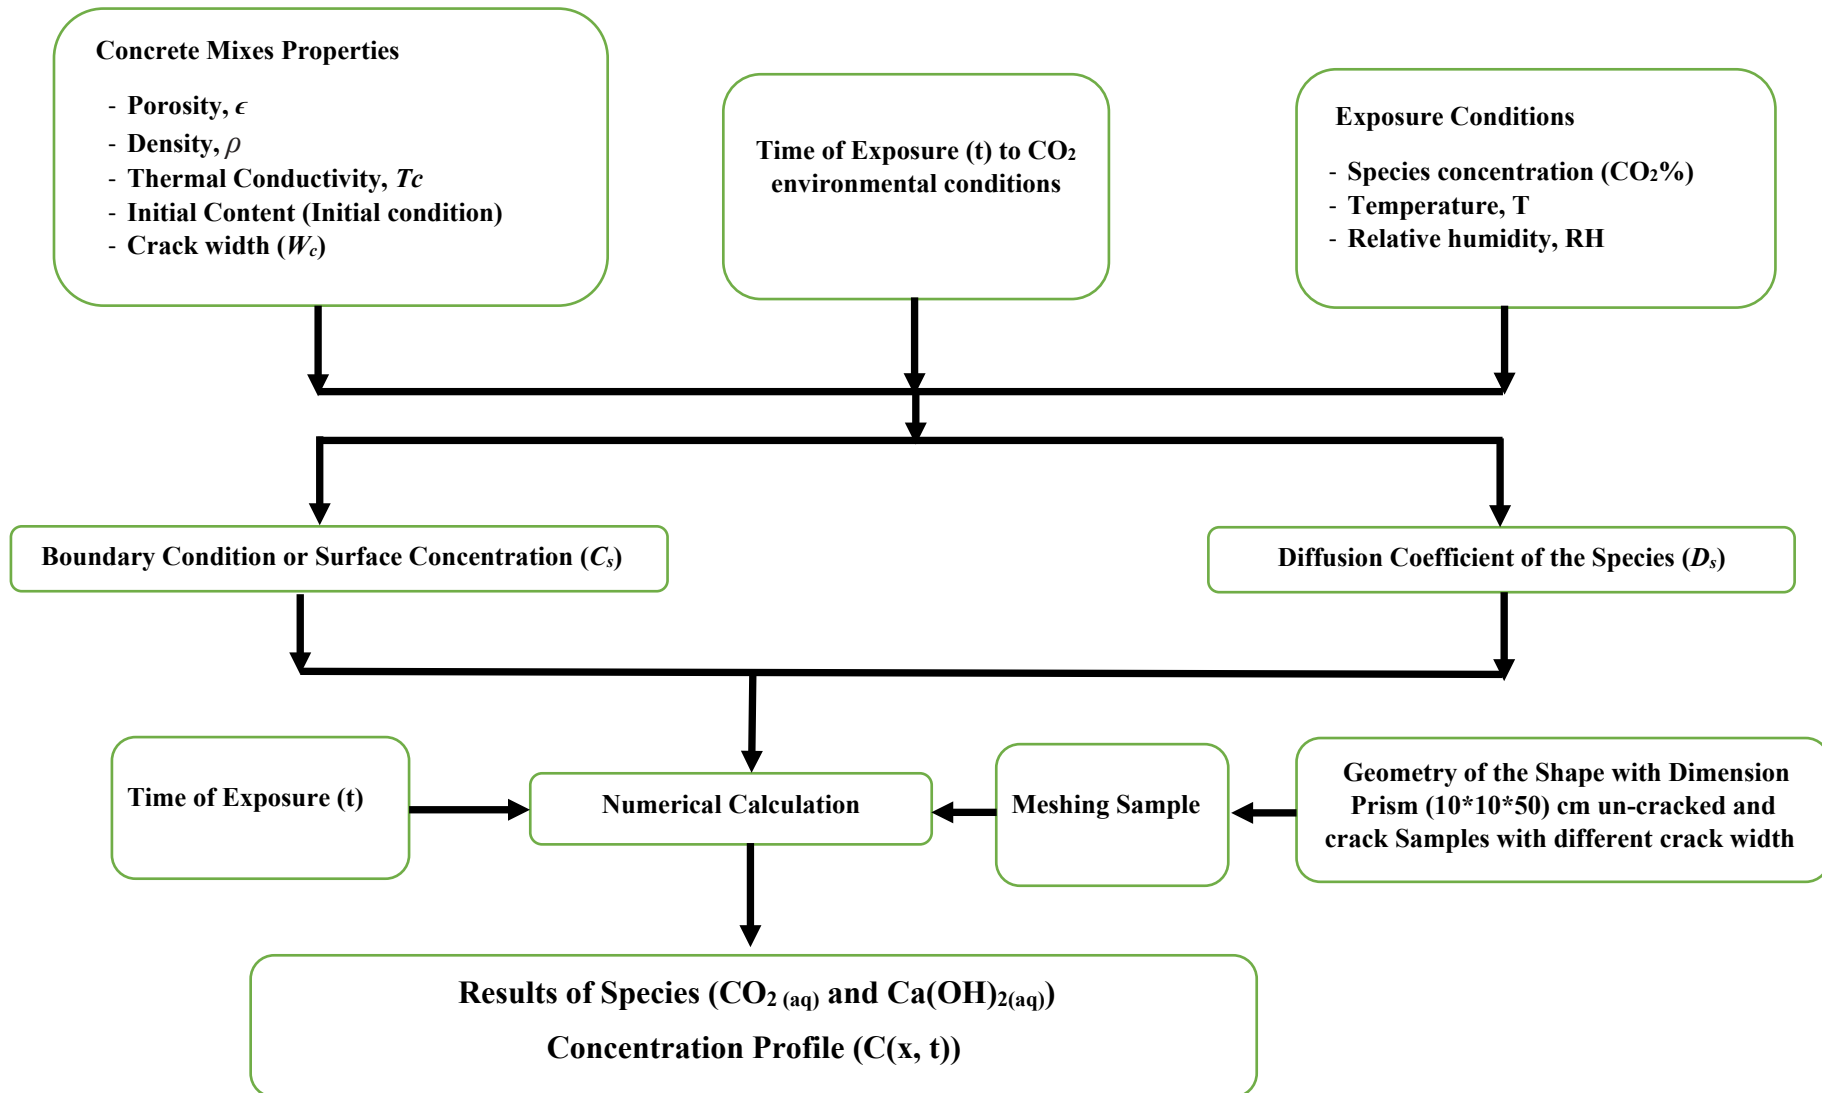 Concrete Mixes Properties
- Porosity, ϵ
- Density, ρ
- Thermal Conductivity, Tc
- Initial Content (Initial condition)
- Crack width (Wc)
Time of Exposure (t) to CO₂
environmental conditions
Exposure Conditions
- Species concentration (CO₂%)
- Temperature, T
- Relative humidity, RH
Boundary Condition or Surface Concentration (Cs)
Diffusion Coefficient of the Species (Ds)
Time of Exposure (t)
Numerical Calculation
Meshing Sample
Geometry of the Shape with Dimension
Prism (10*10*50) cm un-cracked and
crack Samples with different crack width
Results of Species (CO₂ (aq) and Ca(OH)₂(aq))
Concentration Profile (C(x, t))